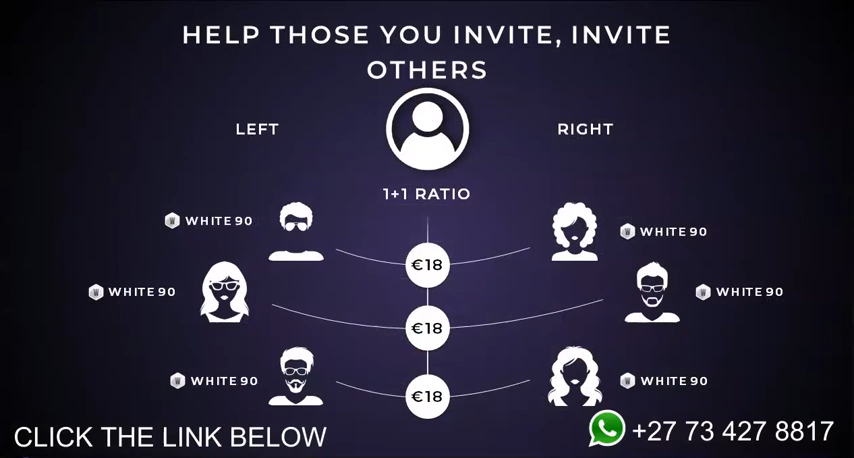 HELP THOSE YOU INVITE, INVITE
OTHERS
LEFT
RIGHT
1+1 RATIO
WHITE 90
WHITE 90
€18
WHITE 90
WHITE 90
€18
WHITE 90
WHITE 90
€18
CLICK THE LINK BELOW
+27 73 427 8817